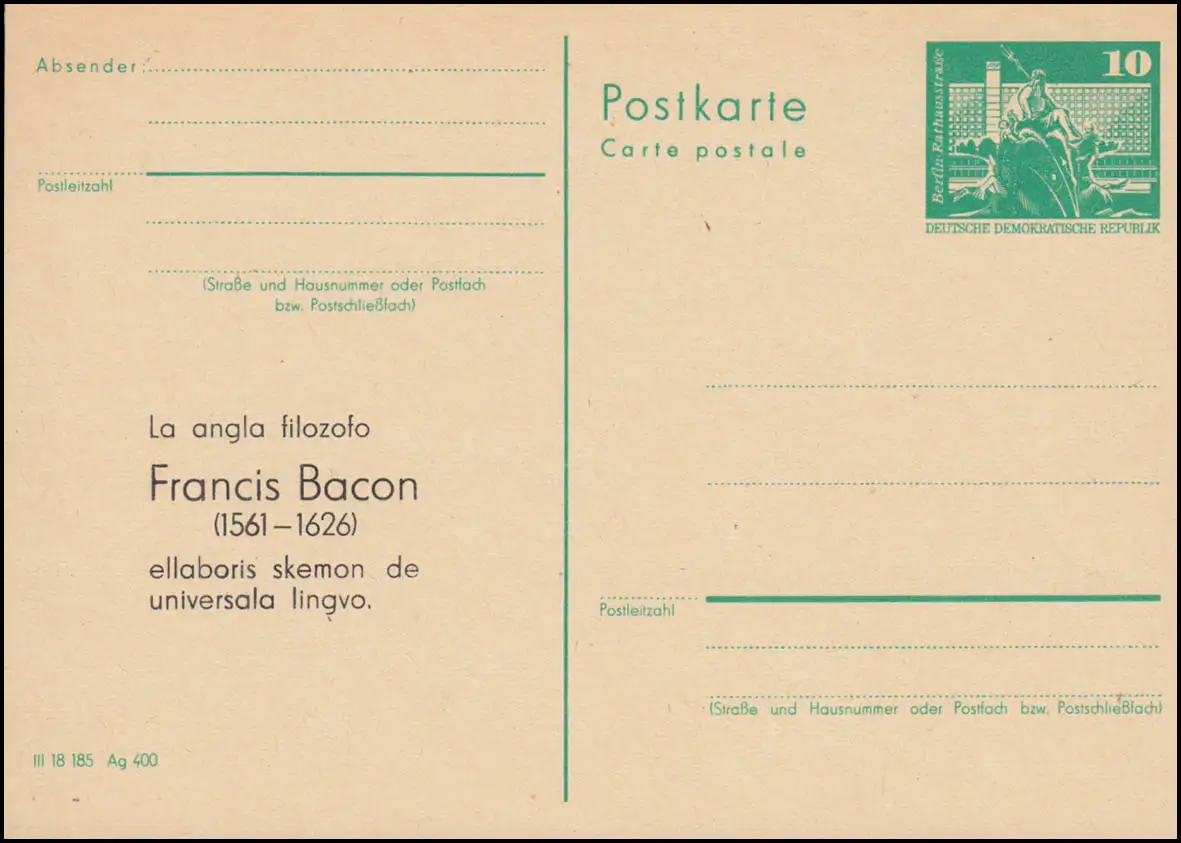 Absender:
Postleitzahl
(Straße und Hausnummer oder Postfach
bzw. Postschließfach)
La angla filozofo
Francis Bacon
(1561–1626)
ellaboris skemon de
universala lingvo.
III 18 185 Ag 400
Postkarte
Carte postale
10
Berlin-Rathausstraße
DEUTSCHE DEMOKRATISCHE REPUBLIK
Postleitzahl
(Straße und Hausnummer oder Postfach bzw. Postschließfach)